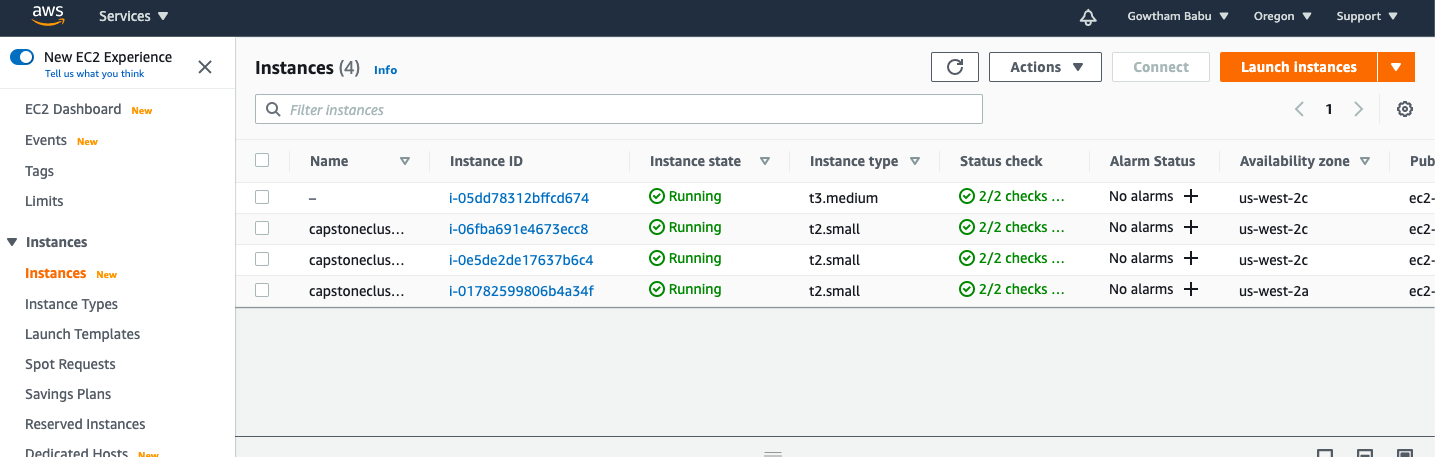 aws Services Gowtham Babu Oregon Support
New EC2 Experience
Tell us what you think
EC2 Dashboard New
Events New
Tags
Limits
Instances
Instances New
Instance Types
Launch Templates
Spot Requests
Savings Plans
Reserved Instances
Dedicated Hosts New
Instances (4) Info Actions Connect Launch instances
Filter instances 1
Name Instance ID Instance state Instance type Status check Alarm Status Availability zone Pub
– i-05dd78312bffcd674 Running t3.medium 2/2 checks ... No alarms + us-west-2c ec2-
capstoneclus... i-06fba691e4673ecc8 Running t2.small 2/2 checks ... No alarms + us-west-2c ec2-
capstoneclus... i-0e5de2de17637b6c4 Running t2.small 2/2 checks ... No alarms + us-west-2c ec2-
capstoneclus... i-01782599806b4a34f Running t2.small 2/2 checks ... No alarms + us-west-2a ec2-